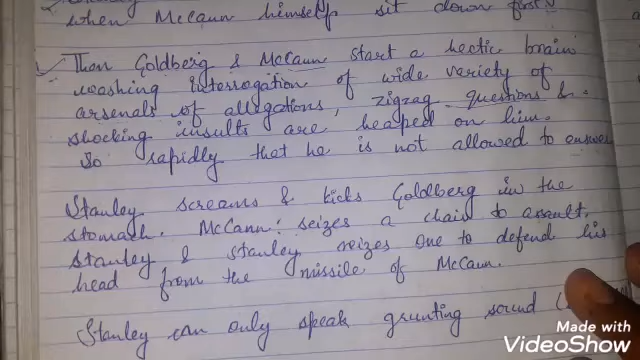 when McCann himself sit down first
Then Goldberg & McCann start a hectic brain
washing interrogation of wide variety of
arsenals of allegations, zigzag questions &
shocking insults are heaped on him.
So rapidly that he is not allowed to answer
Stanley screams & kicks Goldberg in the
stomach. McCann: seizes a chair to assault,
Stanley & Stanley seizes one to defend his
head from the missile of McCann.
Stanley can only speak grunting sound
Made with
VideoShow